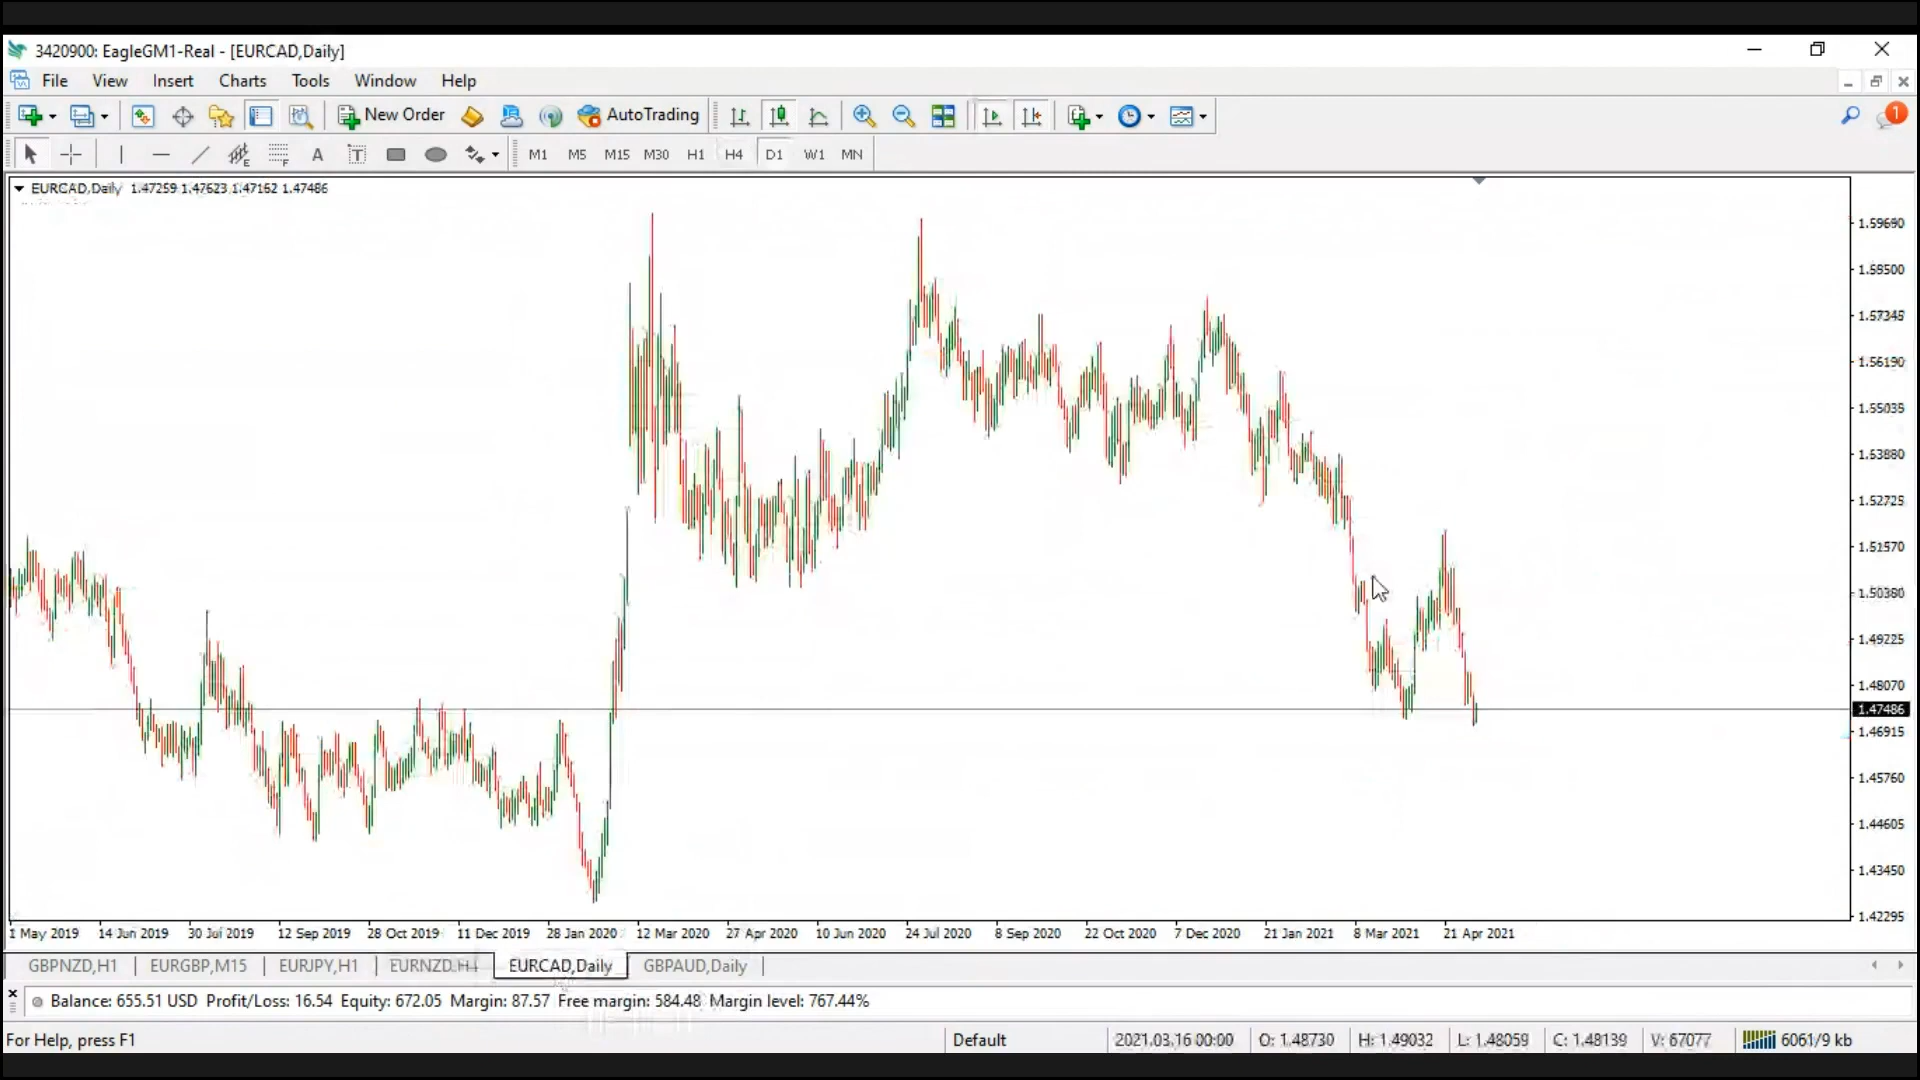 3420900: EagleGM1-Real - [EURCAD,Daily]
File View Insert Charts Tools Window Help
New Order AutoTrading 1
A T E F M1 M5 M15 M30 H1 H4 D1 W1 MN
EURCAD,Daily 1.47259 1.47623 1.47162 1.47486
1.59690
1.58500
1.57345
1.56190
1.55035
1.53880
1.52725
1.51570
1.50380
1.49225
1.48070
1.47486
1.46915
1.45760
1.44605
1.43450
1.42295
1 May 2019 14 Jun 2019 30 Jul 2019 12 Sep 2019 28 Oct 2019 11 Dec 2019 28 Jan 2020 12 Mar 2020 27 Apr 2020 10 Jun 2020 24 Jul 2020 8 Sep 2020 22 Oct 2020 7 Dec 2020 21 Jan 2021 8 Mar 2021 21 Apr 2021
GBPNZD,H1 EURGBP,M15 EURJPY,H1 EURNZD,H4 EURCAD,Daily GBPAUD,Daily
Balance: 655.51 USD Profit/Loss: 16.54 Equity: 672.05 Margin: 87.57 Free margin: 584.48 Margin level: 767.44%
For Help, press F1 Default 2021.03.16 00:00 O: 1.48730 H: 1.49032 L: 1.48059 C: 1.48139 V: 67077 6061/9 kb